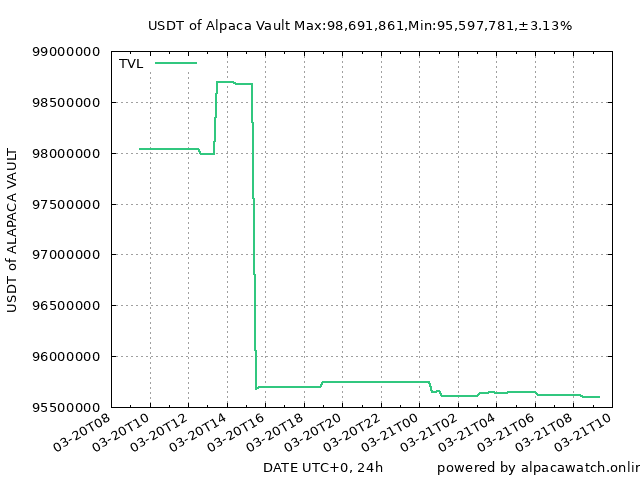 USDT of Alpaca Vault Max:98,691,861,Min:95,597,781,±3.13%
99000000
TVL
98500000
98000000
97500000
97000000
96500000
96000000
95500000
USDT of ALAPACA VAULT
03-20T08
03-20T10
03-20T12
03-20T14
03-20T16
03-20T18
03-20T20
03-20T22
03-21T00
03-21T02
03-21T04
03-21T06
03-21T08
03-21T10
DATE UTC+0, 24h
powered by alpacawatch.onlin